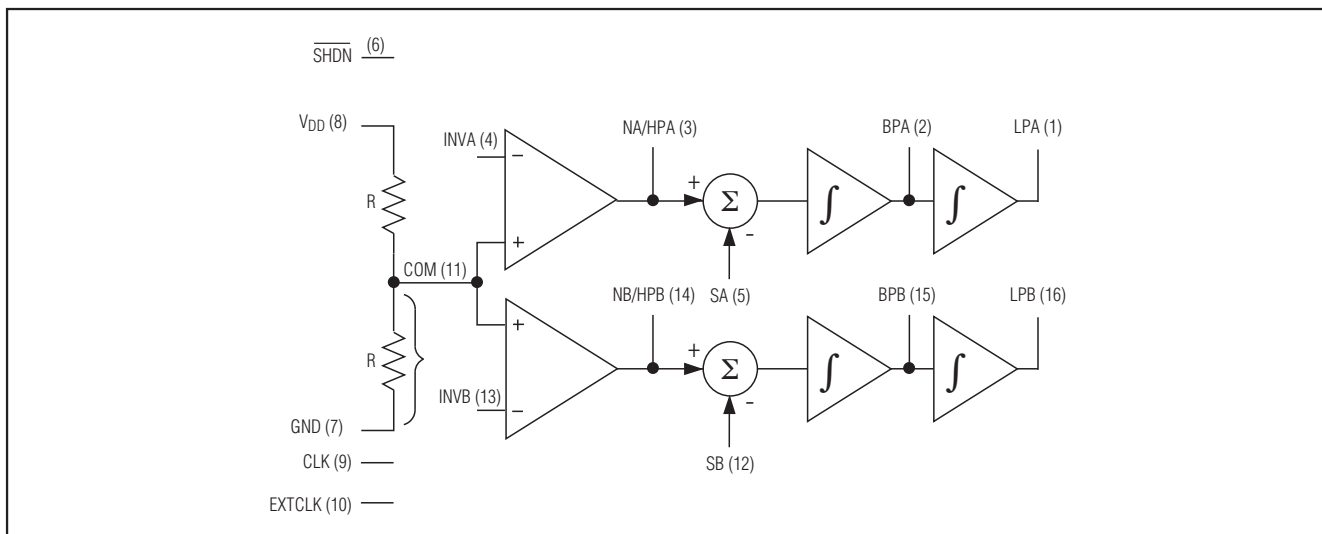 SHDN (6)
VDD (8)
R
COM (11)
R
GND (7)
CLK (9)
EXTCLK (10)
INVA (4)
−
+
NA/HPA (3)
+
Σ
-
SA (5)
∫
BPA (2)
∫
LPA (1)
+
INVB (13)
−
NB/HPB (14)
+
Σ
-
SB (12)
∫
BPB (15)
∫
LPB (16)